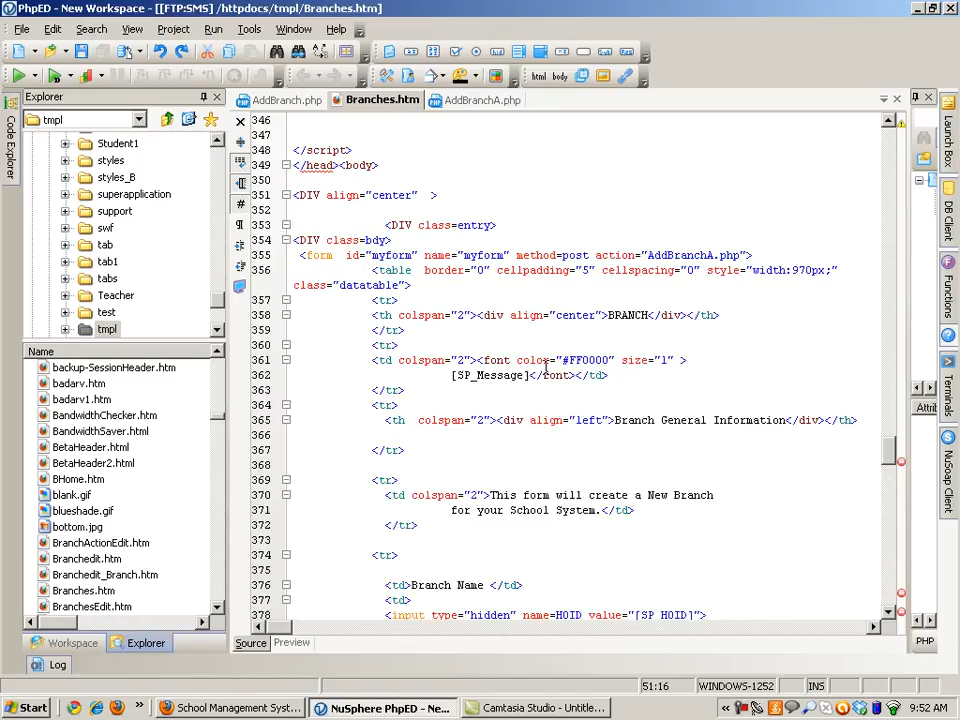 PhpED - New Workspace - [[FTP:SMS] /httpdocs/tmpl/Branches.htm]
File Edit Search View Project Run Tools Window Help
html body
Explorer
AddBranch.php Branches.htm AddBranchA.php
tmpl
Student1
styles
styles_B
superapplication
support
swf
tab
tab1
tabs
Teacher
test
tmpl
Name
backup-SessionHeader.htm
badarv.htm
badarv1.htm
BandwidthChecker.htm
BandwidthSaver.html
BetaHeader.html
BetaHeader2.html
BHome.htm
blank.gif
blueshade.gif
bottom.jpg
BranchActionEdit.htm
Branchedit.htm
Branchedit_Branch.htm
Branches.htm
BranchesEdit.htm
Workspace Explorer
Log
Code Explorer
346
347
348 </script>
349 </head><body>
350
351 <DIV align="center" >
352
353 <DIV class=entry>
354 <DIV class=bdy>
355 <form id="myform" name="myform" method=post action="AddBranchA.php">
356 <table border="0" cellpadding="5" cellspacing="0" style="width:970px;"
class="datatable">
357 <tr>
358 <th colspan="2"><div align="center">BRANCH</div></th>
359 </tr>
360 <tr>
361 <td colspan="2"><font color="#FF0000" size="1" >
362 [SP_Message]</font></td>
363 </tr>
364 <tr>
365 <th colspan="2"><div align="left">Branch General Information</div></th>
366
367 </tr>
368
369 <tr>
370 <td colspan="2">This form will create a New Branch
371 for your School System.</td>
372 </tr>
373
374 <tr>
375
376 <td>Branch Name </td>
377 <td>
378 <input type="hidden" name=HOID value="[SP_HOID]">
Source Preview
Launch Box
DB Client
Functions
Terminals
NuSoap Client
Attrib
PHP
51:16 WINDOWS-1252 INS
Start School Management Syst... NuSphere PhpED - Ne... Camtasia Studio - Untitle... 9:52 AM